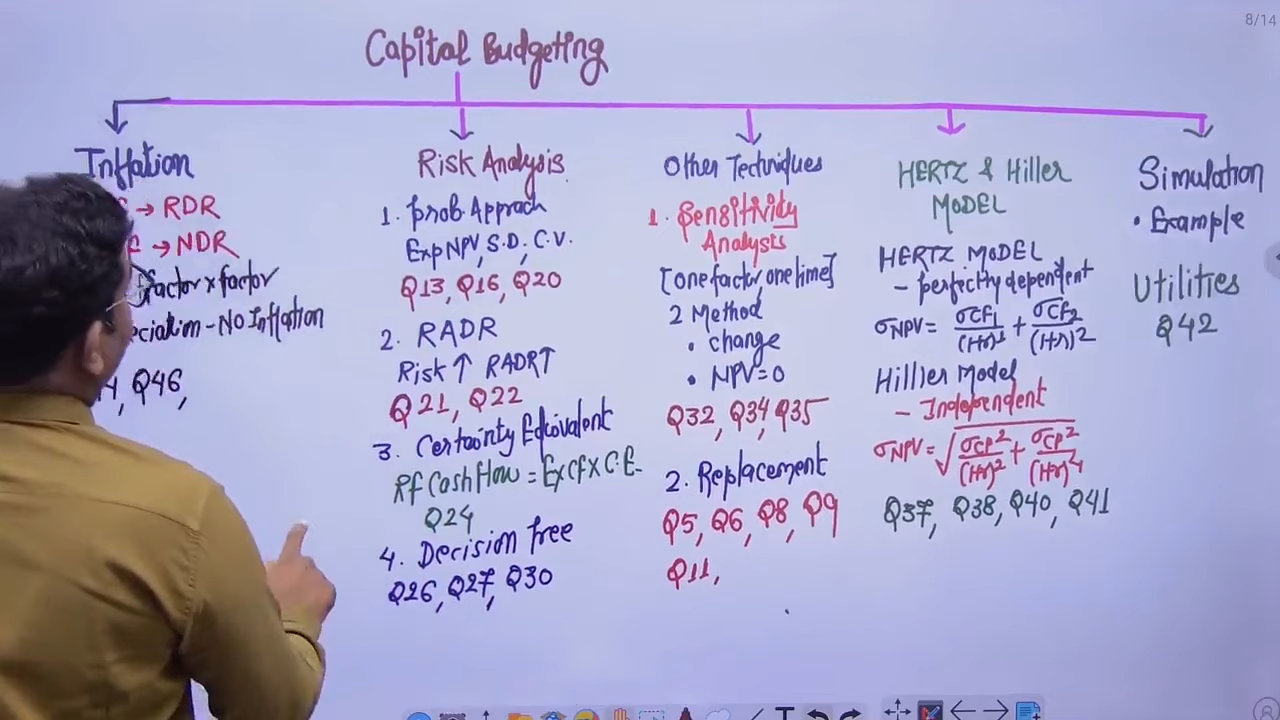 8/14
Capital Budgeting
Inflation
→ RDR
→ NDR
factor x factor
- No Inflation
Q46,
Risk Analysis
1. Prob Approch
Exp NPV, S.D., C.V.
Q13, Q16, Q20
2. RADR
Risk ↑ RADR↑
Q21, Q22
3. Certainty Equivalent
Rf Cash flow = Ex CF x C.E.
Q24
4. Decision Tree
Q26, Q27, Q30
Other Techniques
1. Sensitivity
Analysts
[one factor one time]
2 Method
• change
• NPV=0
Q32, Q34, Q35
2. Replacement
Q5, Q6, Q8, Q9
Q11,
HERTZ & Hiller
MODEL
HERTZ MODEL
- perfectly dependent
σNPV = σCF1/(1+r)¹ + σCF2/(1+r)²
Hillier Model
- Independent
σNPV = √σCF²/(1+r)² + σCF²/(1+r)⁴
Q37, Q38, Q40, Q41
Simulation
• Example
Utilities
Q42